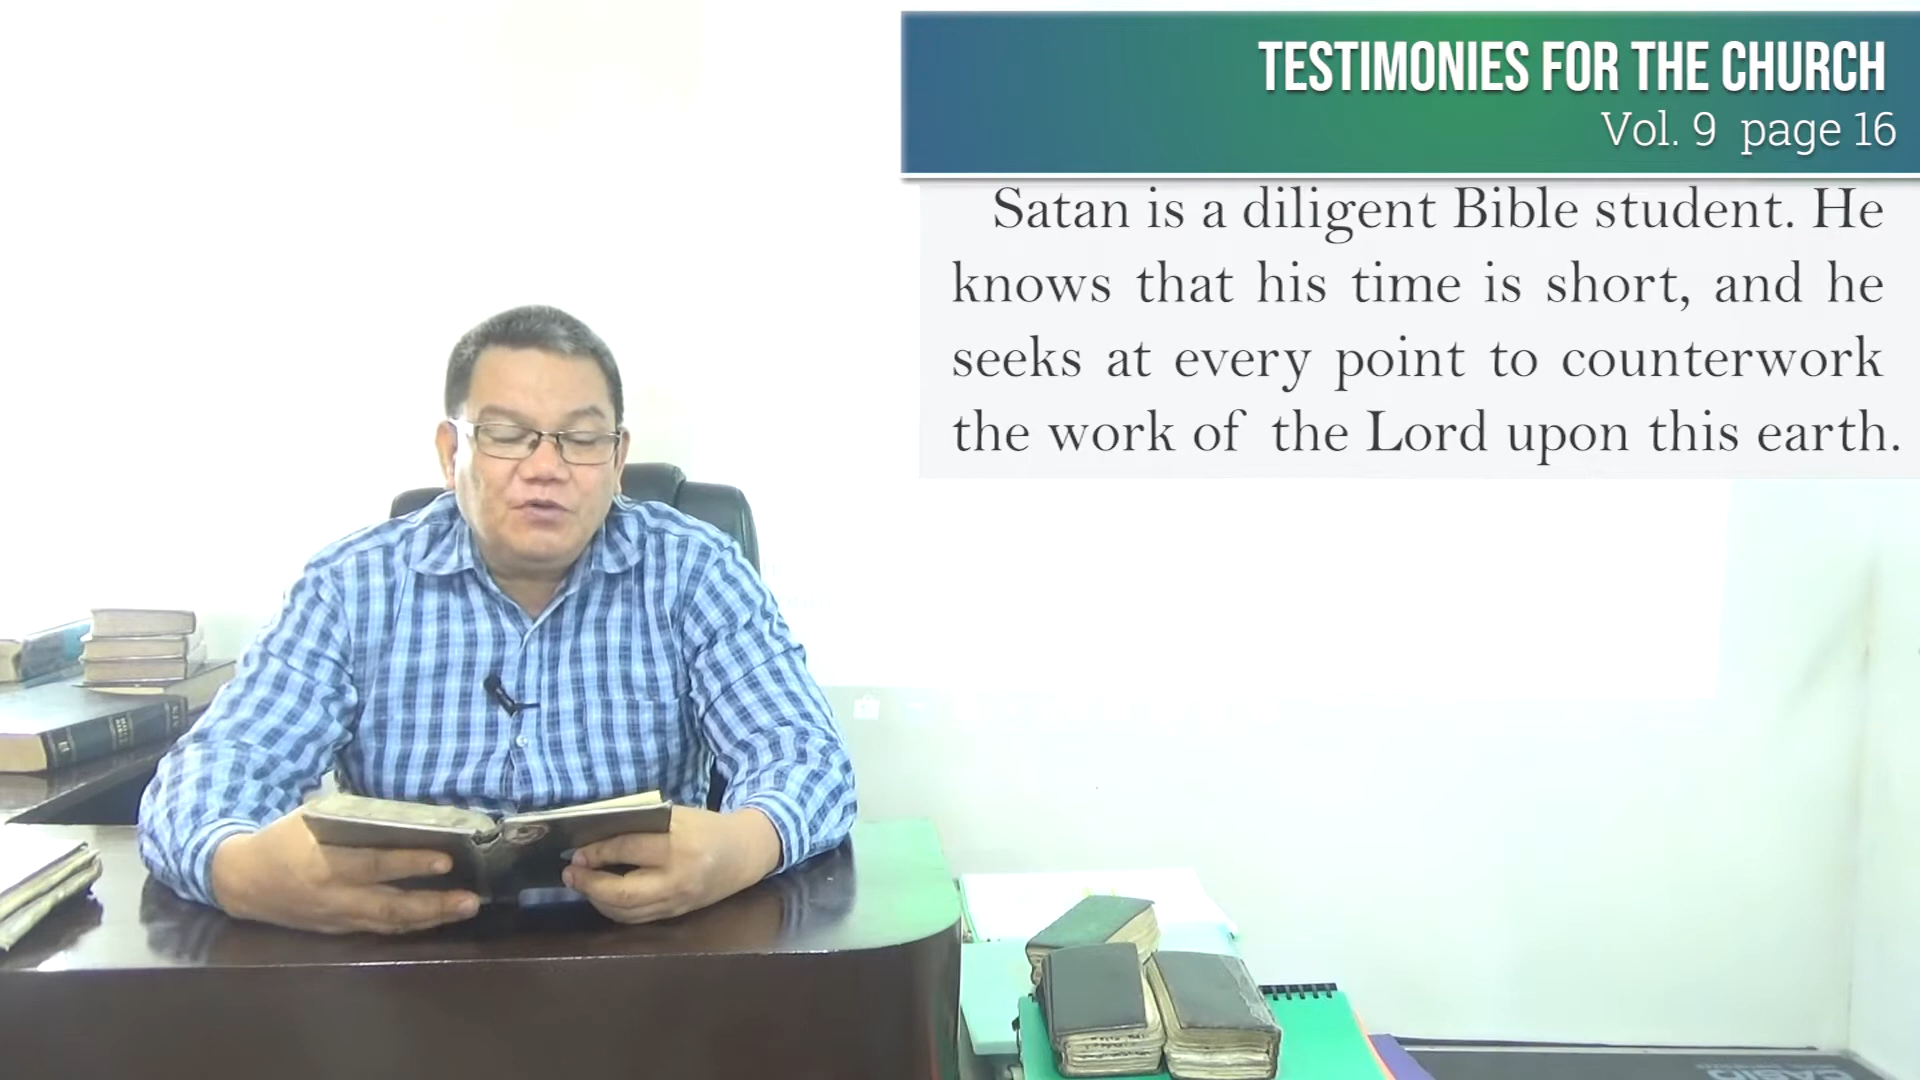 TESTIMONIES FOR THE CHURCH
Vol. 9 page 16
Satan is a diligent Bible student. He
knows that his time is short, and he
seeks at every point to counterwork
the work of the Lord upon this earth.
CASIO